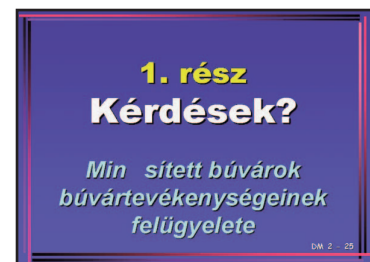 1. rész
Kérdések?
Min sített búvárok
búvártevékenységeinek
felügyelete
DM 2 - 25